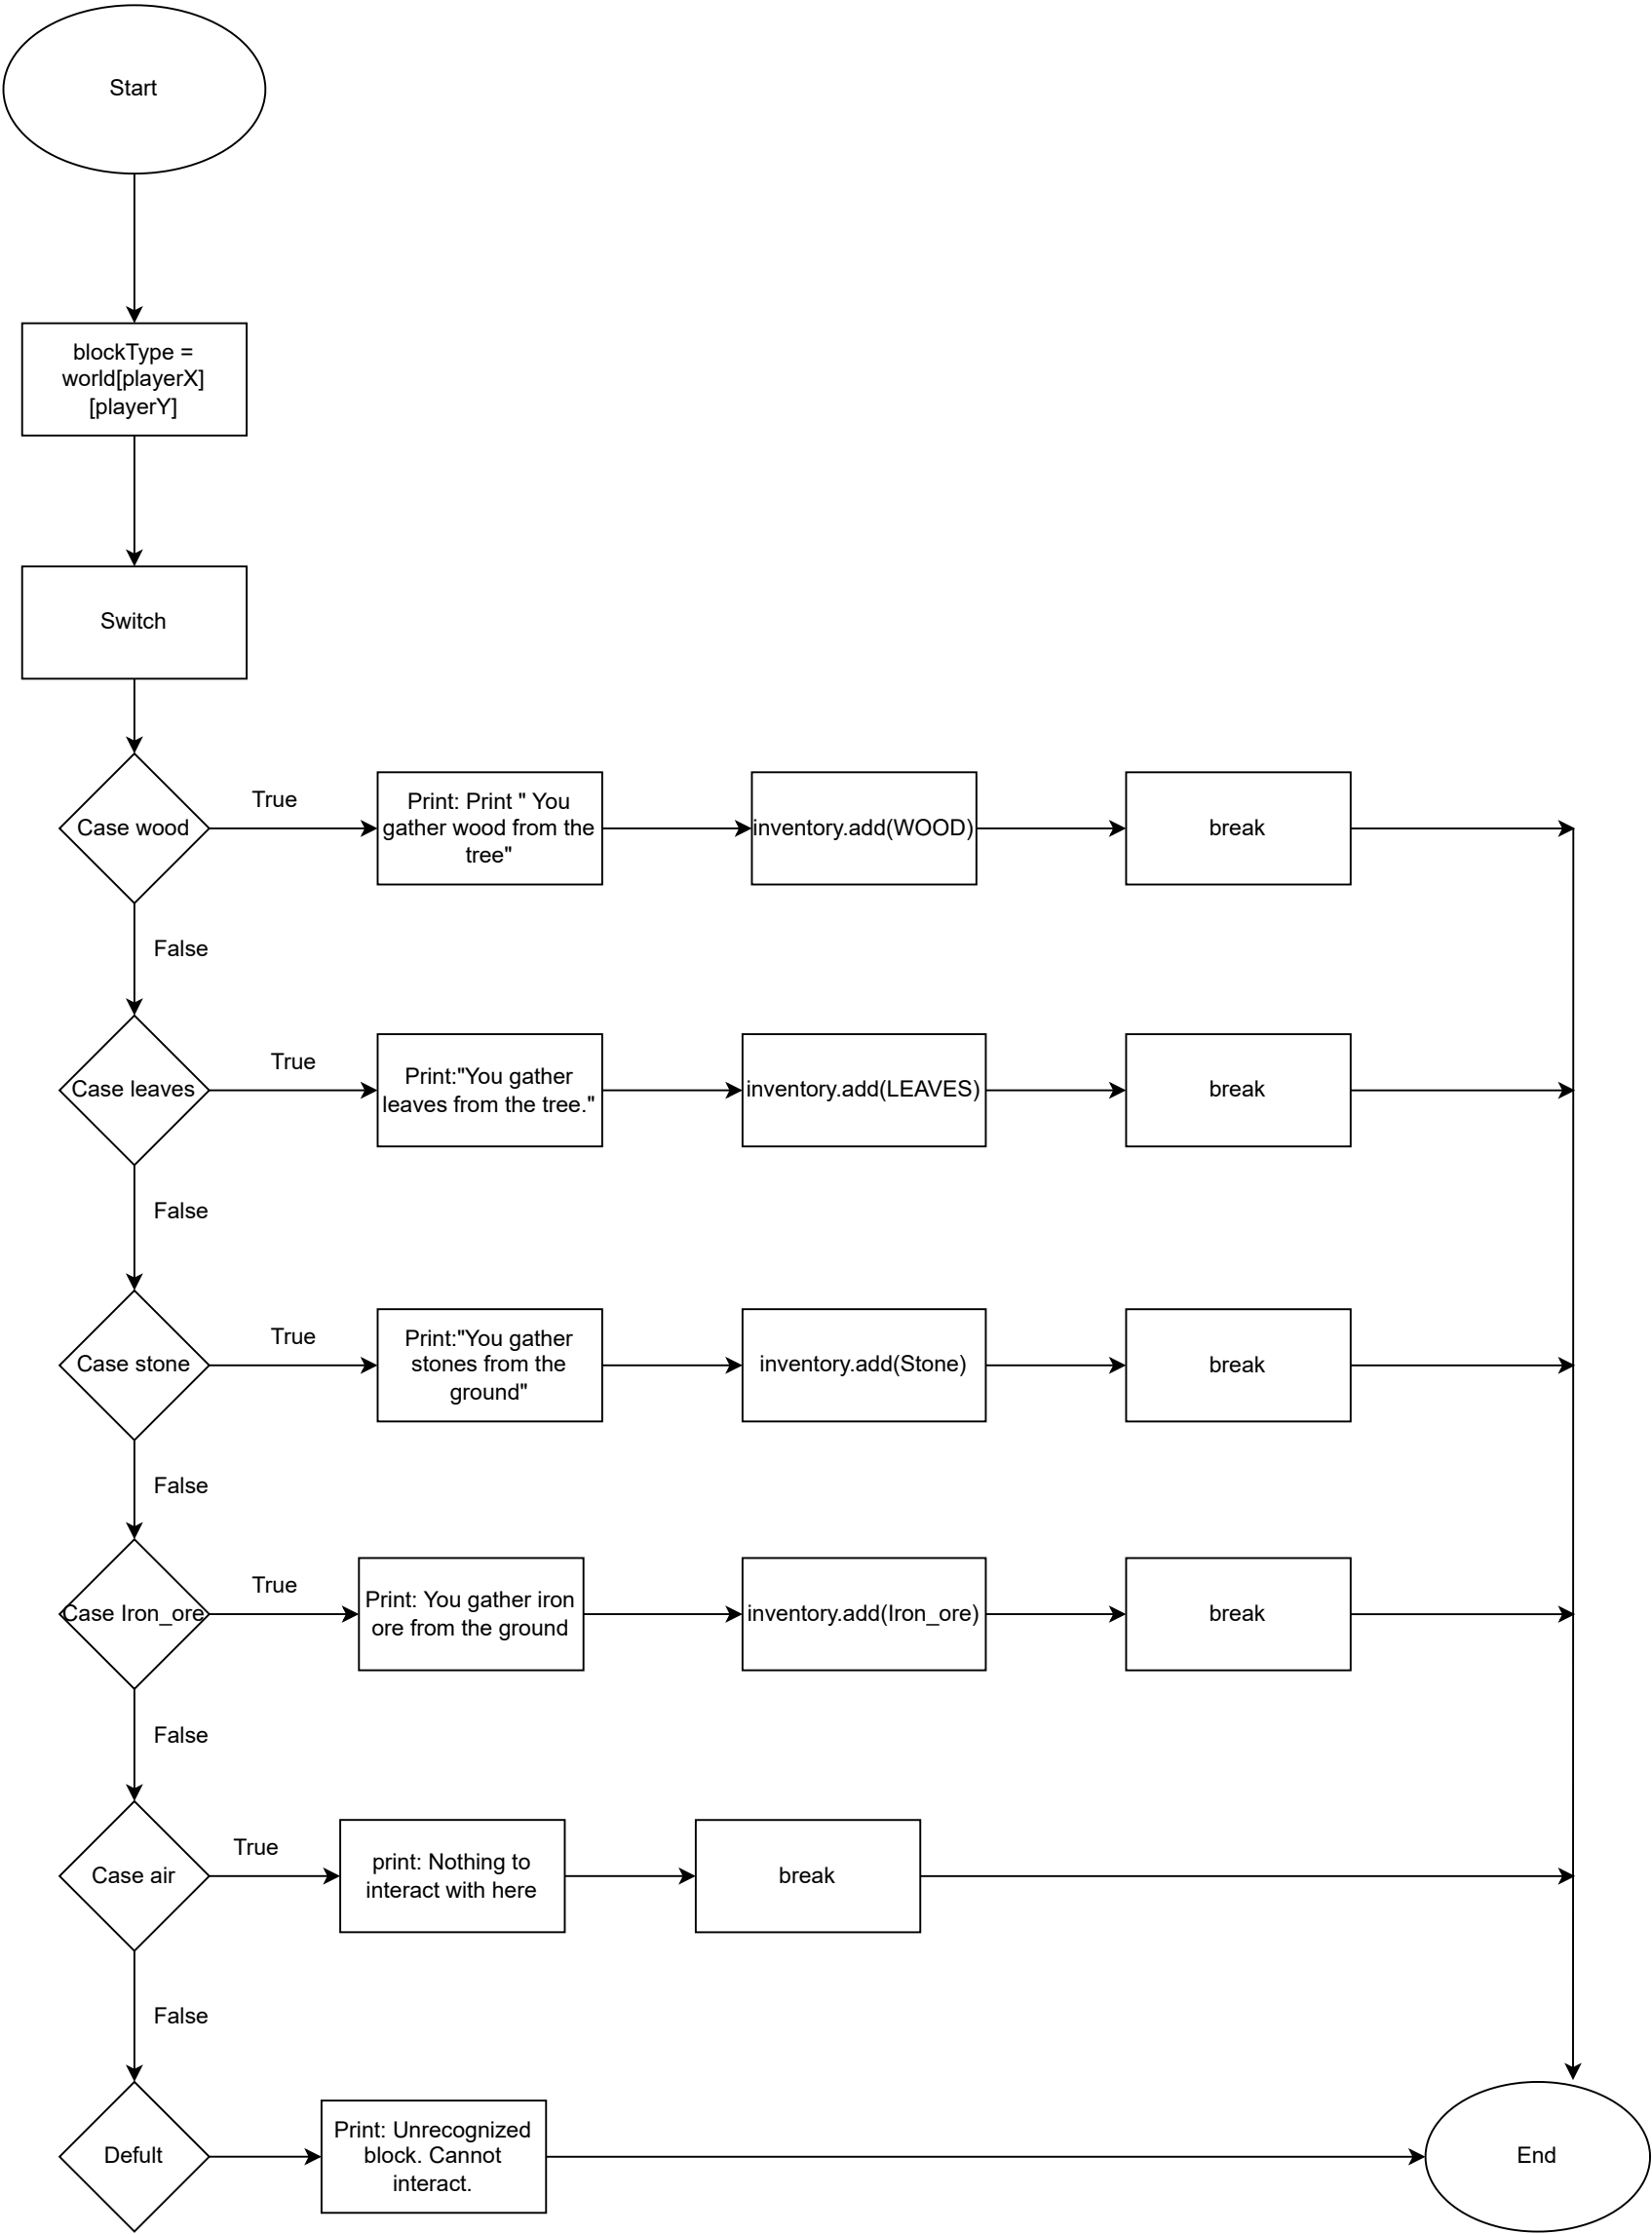 Start
blockType =
world[playerX]
[playerY]
Switch
Case wood
True
Print: Print " You
gather wood from the
tree"
inventory.add(WOOD)
break
False
Case leaves
True
Print:"You gather
leaves from the tree."
inventory.add(LEAVES)
break
False
Case stone
True
Print:"You gather
stones from the
ground"
inventory.add(Stone)
break
False
Case Iron_ore
True
Print: You gather iron
ore from the ground
inventory.add(Iron_ore)
break
False
Case air
True
print: Nothing to
interact with here
break
False
Defult
Print: Unrecognized
block. Cannot
interact.
End